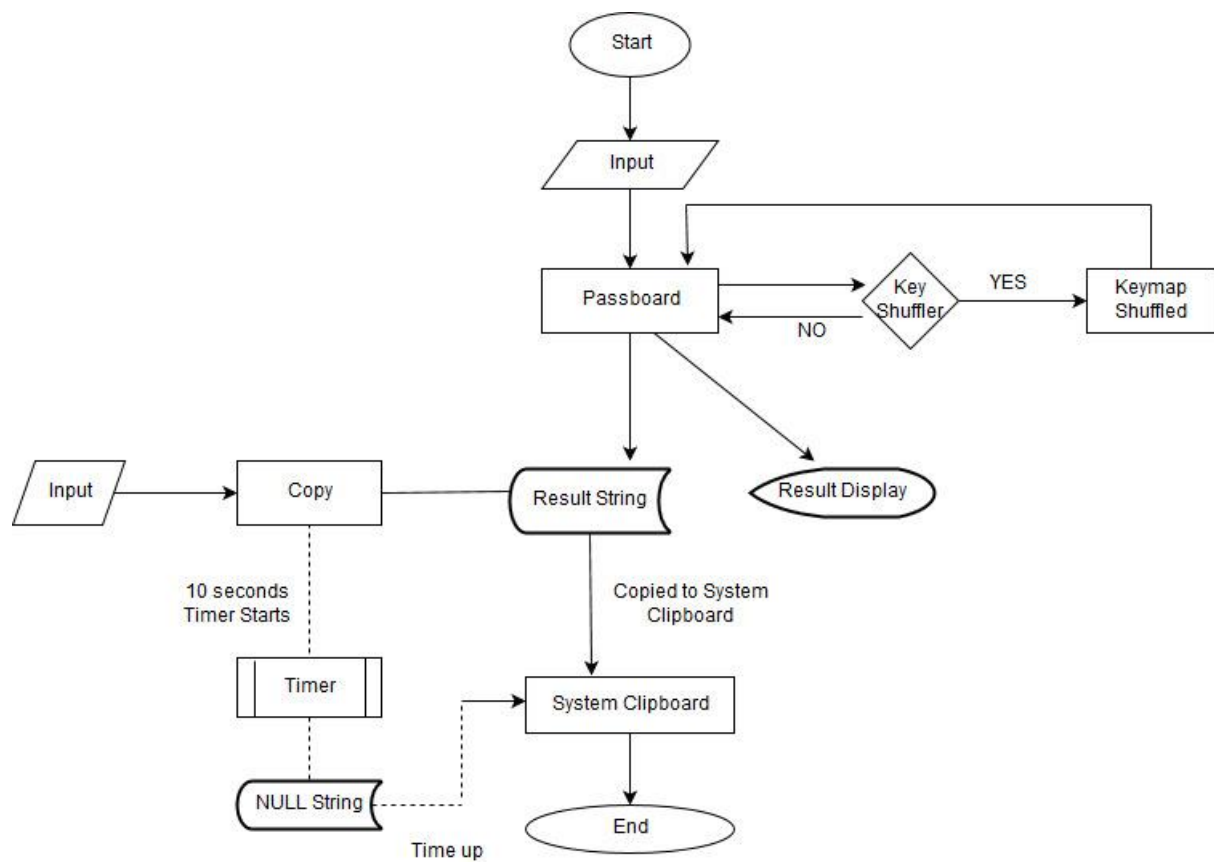 Start
Input
Passboard
Key
Shuffler
YES
NO
Keymap
Shuffled
Input
Copy
Result String
Result Display
10 seconds
Timer Starts
Copied to System
Clipboard
Timer
System Clipboard
NULL String
Time up
End